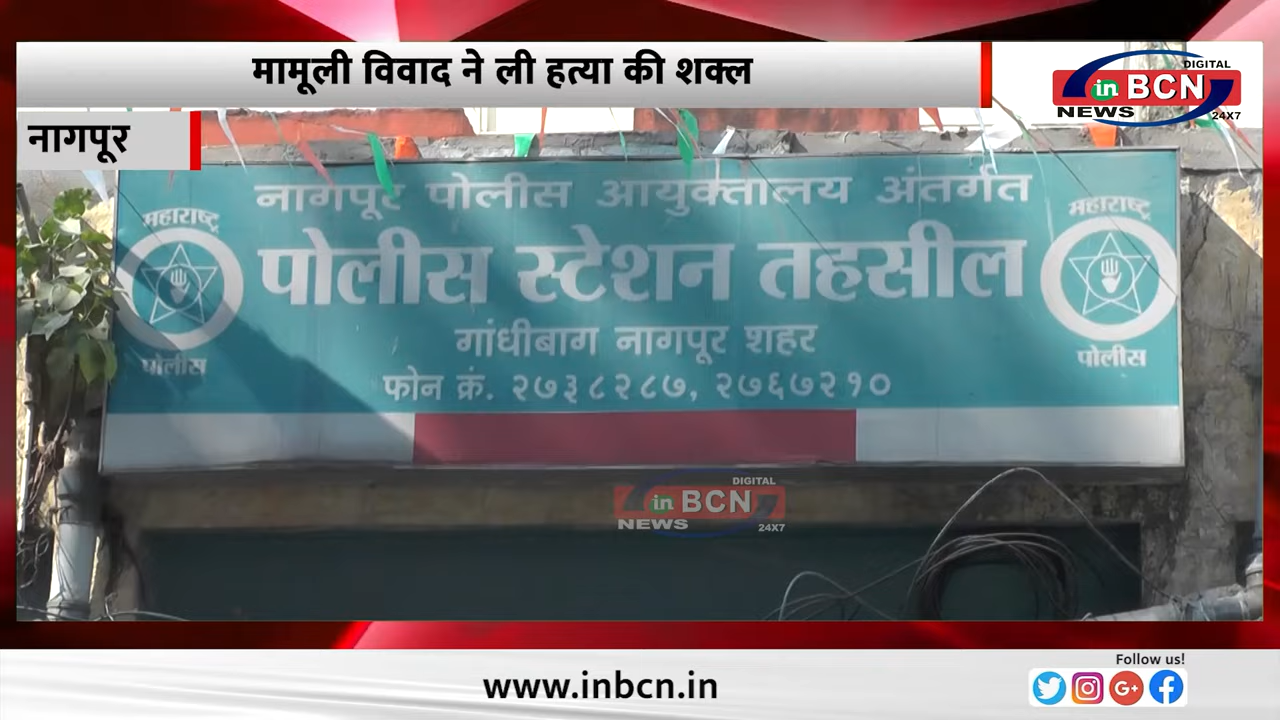 मामूली विवाद ने ली हत्या की शक्ल
DIGITAL
in BCN
NEWS 24X7
नागपूर
नागपूर पोलीस आयुक्तालय अंतर्गत
महाराष्ट्र
महाराष्ट्र
पोलीस स्टेशन तहसील
गांधीबाग नागपूर शहर
पोलीस
पोलीस
फोन क्रं. २७३८२८७, २७६७२१०
DIGITAL
in BCN
NEWS 24X7
www.inbcn.in
Follow us!